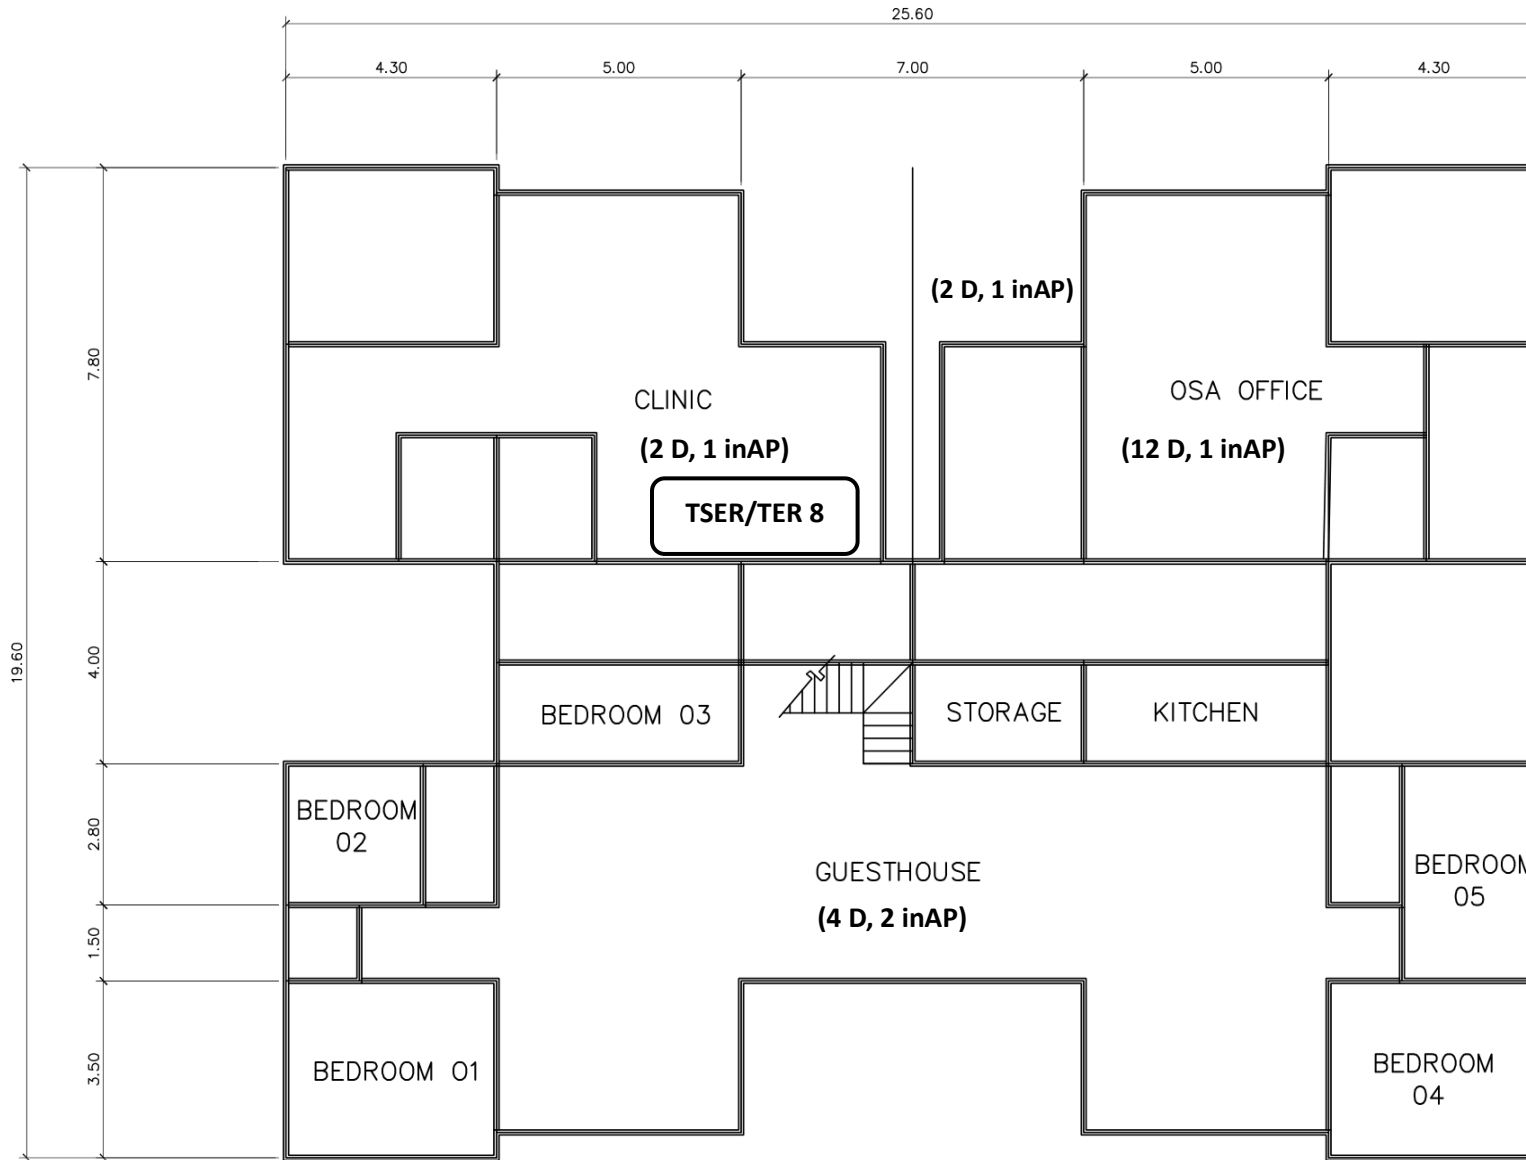 25.60
4.30
5.00
7.00
5.00
4.30
(2 D, 1 inAP)
7.80
CLINIC
OSA OFFICE
(2 D, 1 inAP)
(12 D, 1 inAP)
TSER/TER 8
19.60
4.00
BEDROOM 03
STORAGE
KITCHEN
2.80
BEDROOM
02
GUESTHOUSE
(4 D, 2 inAP)
BEDROOM
05
1.50
3.50
BEDROOM 01
BEDROOM
04